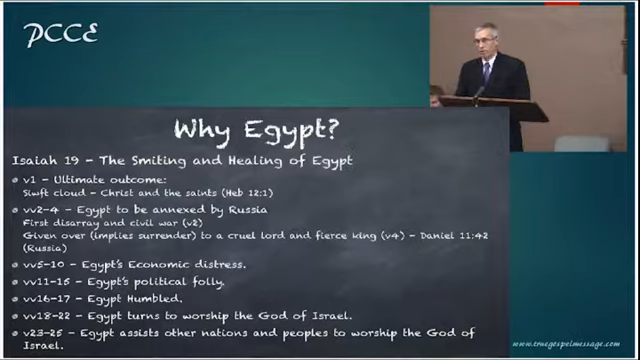 PCCE
Why Egypt?
Isaiah 19 - The Smiting and Healing of Egypt
v1 - Ultimate outcome:
Siwft cloud - Christ and the saints (Heb 12:1)
vv2-4 - Egypt to be annexed by Russia
First disarray and civil war (v2)
Given over (implies surrender) to a cruel lord and fierce king (v4) - Daniel 11:42
(Russia)
vv5-10 - Egypt's Economic distress.
vv11-15 - Egypt's political folly.
vv16-17 - Egypt Humbled.
vv18-22 - Egypt turns to worship the God of Israel.
v23-25 - Egypt assists other nations and peoples to worship the God of
Israel.
www.truegospelmessage.com